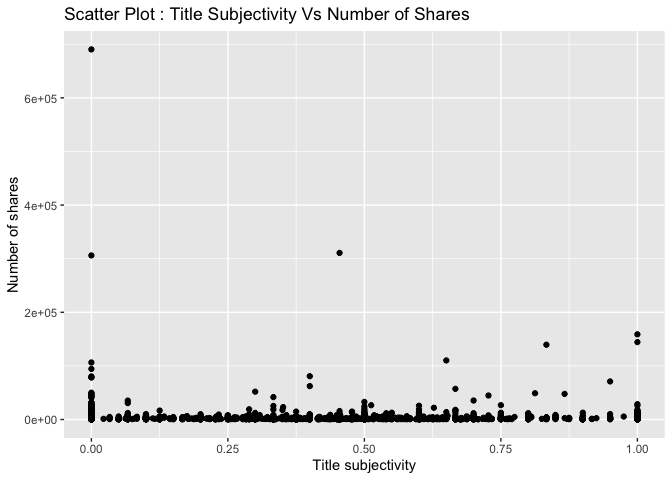 Scatter Plot : Title Subjectivity Vs Number of Shares
6e+05
4e+05
2e+05
0e+00
Number of shares
0.00 0.25 0.50 0.75 1.00
Title subjectivity